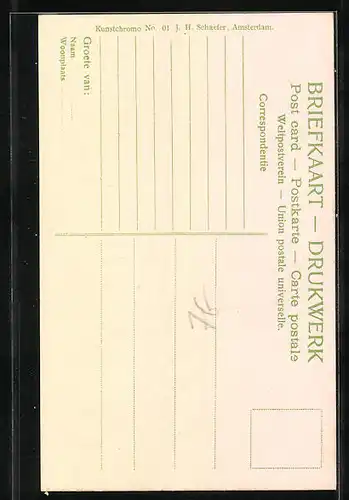 BRIEFKAART — DRUKWERK
Post card — Postkarte — Carte postale
Weltpostverein — Union postale universelle.
Correspondentie
Groete van:
Naam
Woonplaats
Kunstchromo No. 01 J. H. Schaefer, Amsterdam.